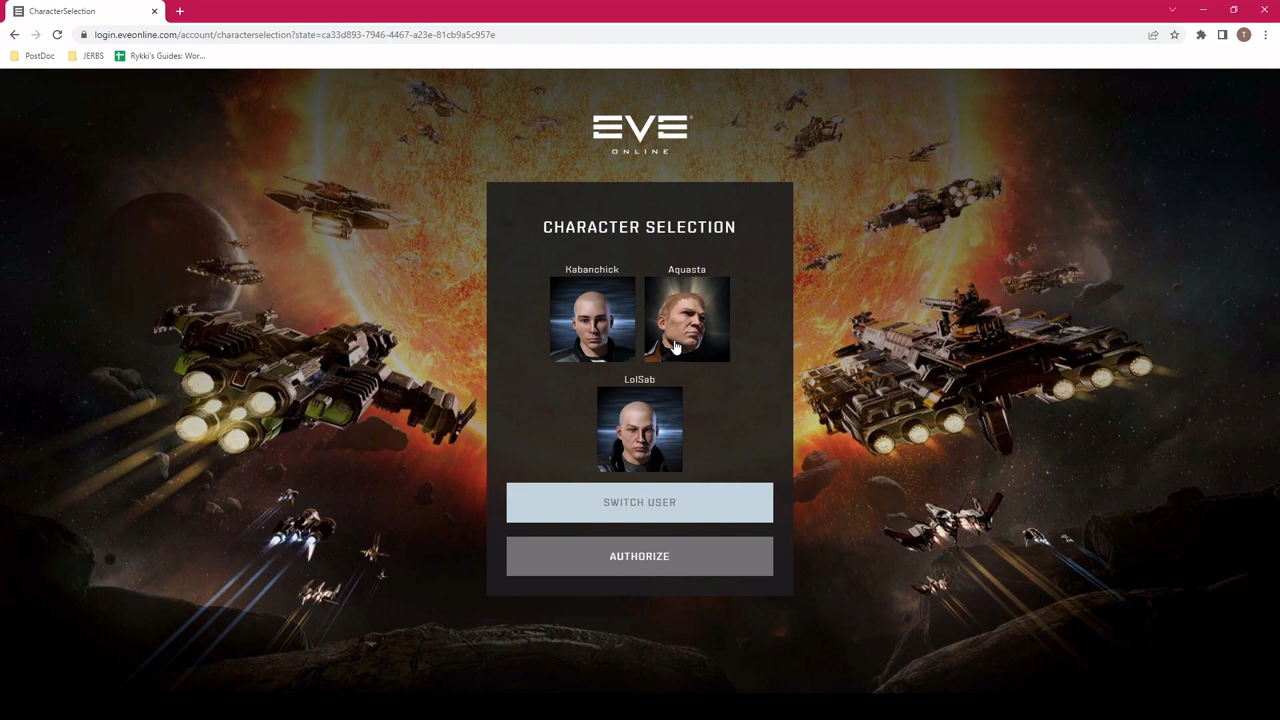 CharacterSelection
login.eveonline.com/account/characterselection?state=ca33d893-7946-4467-a23e-81cb9a5c957e
T
PostDoc
JERBS
Rykki's Guides: Wor...
EVE
ONLINE
CHARACTER SELECTION
Kabanchick
Aquasta
LolSab
SWITCH USER
AUTHORIZE